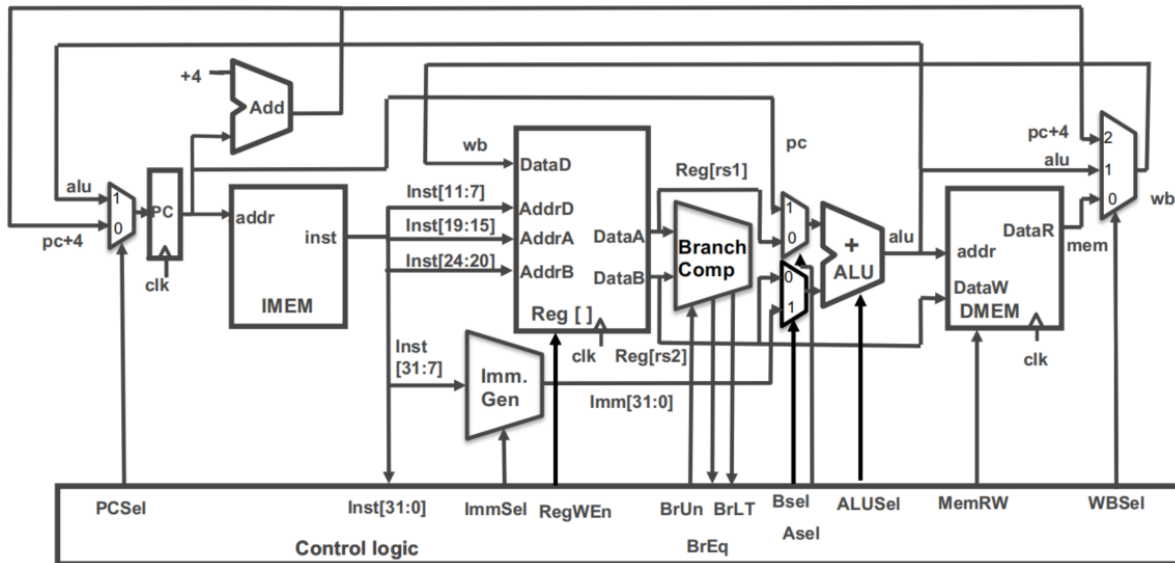 +4
Add
alu
1
0
pc+4
PC
clk
addr
inst
IMEM
wb
Inst[11:7]
Inst[19:15]
Inst[24:20]
DataD
AddrD
AddrA
AddrB
DataA
DataB
Reg [ ]
clk
Inst
[31:7]
Imm.
Gen
Imm[31:0]
Reg[rs1]
Reg[rs2]
Branch
Comp
pc
1
0
0
1
+
ALU
alu
addr
DataR
DataW
DMEM
clk
mem
pc+4
alu
2
1
0
wb
PCSel
Inst[31:0]
ImmSel
RegWEn
BrUn
BrLT
BrEq
Bsel
Asel
ALUSel
MemRW
WBSel
Control logic